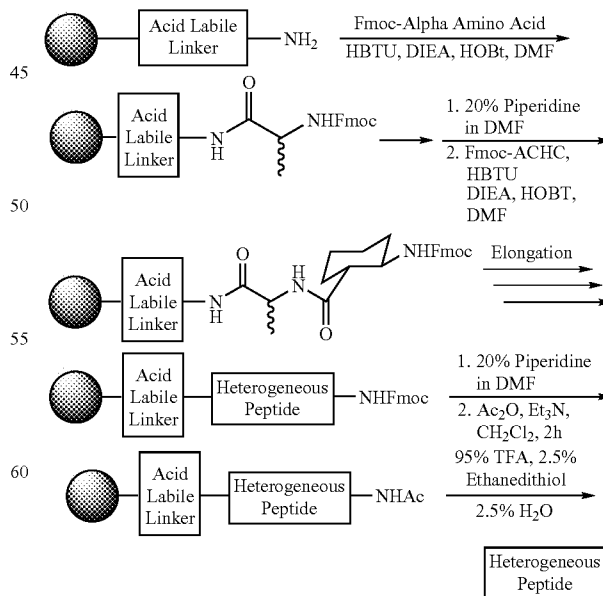 Acid Labile
Linker
NH2
Fmoc-Alpha Amino Acid
HBTU, DIEA, HOBt, DMF
45
Acid
Labile
Linker
N
H
O
NHFmoc
1. 20% Piperidine
in DMF
2. Fmoc-ACHC,
HBTU
DIEA, HOBT,
DMF
50
Acid
Labile
Linker
N
H
O
H
N
O
NHFmoc
Elongation
55
Acid
Labile
Linker
Heterogeneous
Peptide
NHFmoc
1. 20% Piperidine
in DMF
2. Ac2O, Et3N,
CH2Cl2, 2h
60
Acid
Labile
Linker
Heterogeneous
Peptide
NHAc
95% TFA, 2.5%
Ethanedithiol
2.5% H2O
Heterogeneous
Peptide